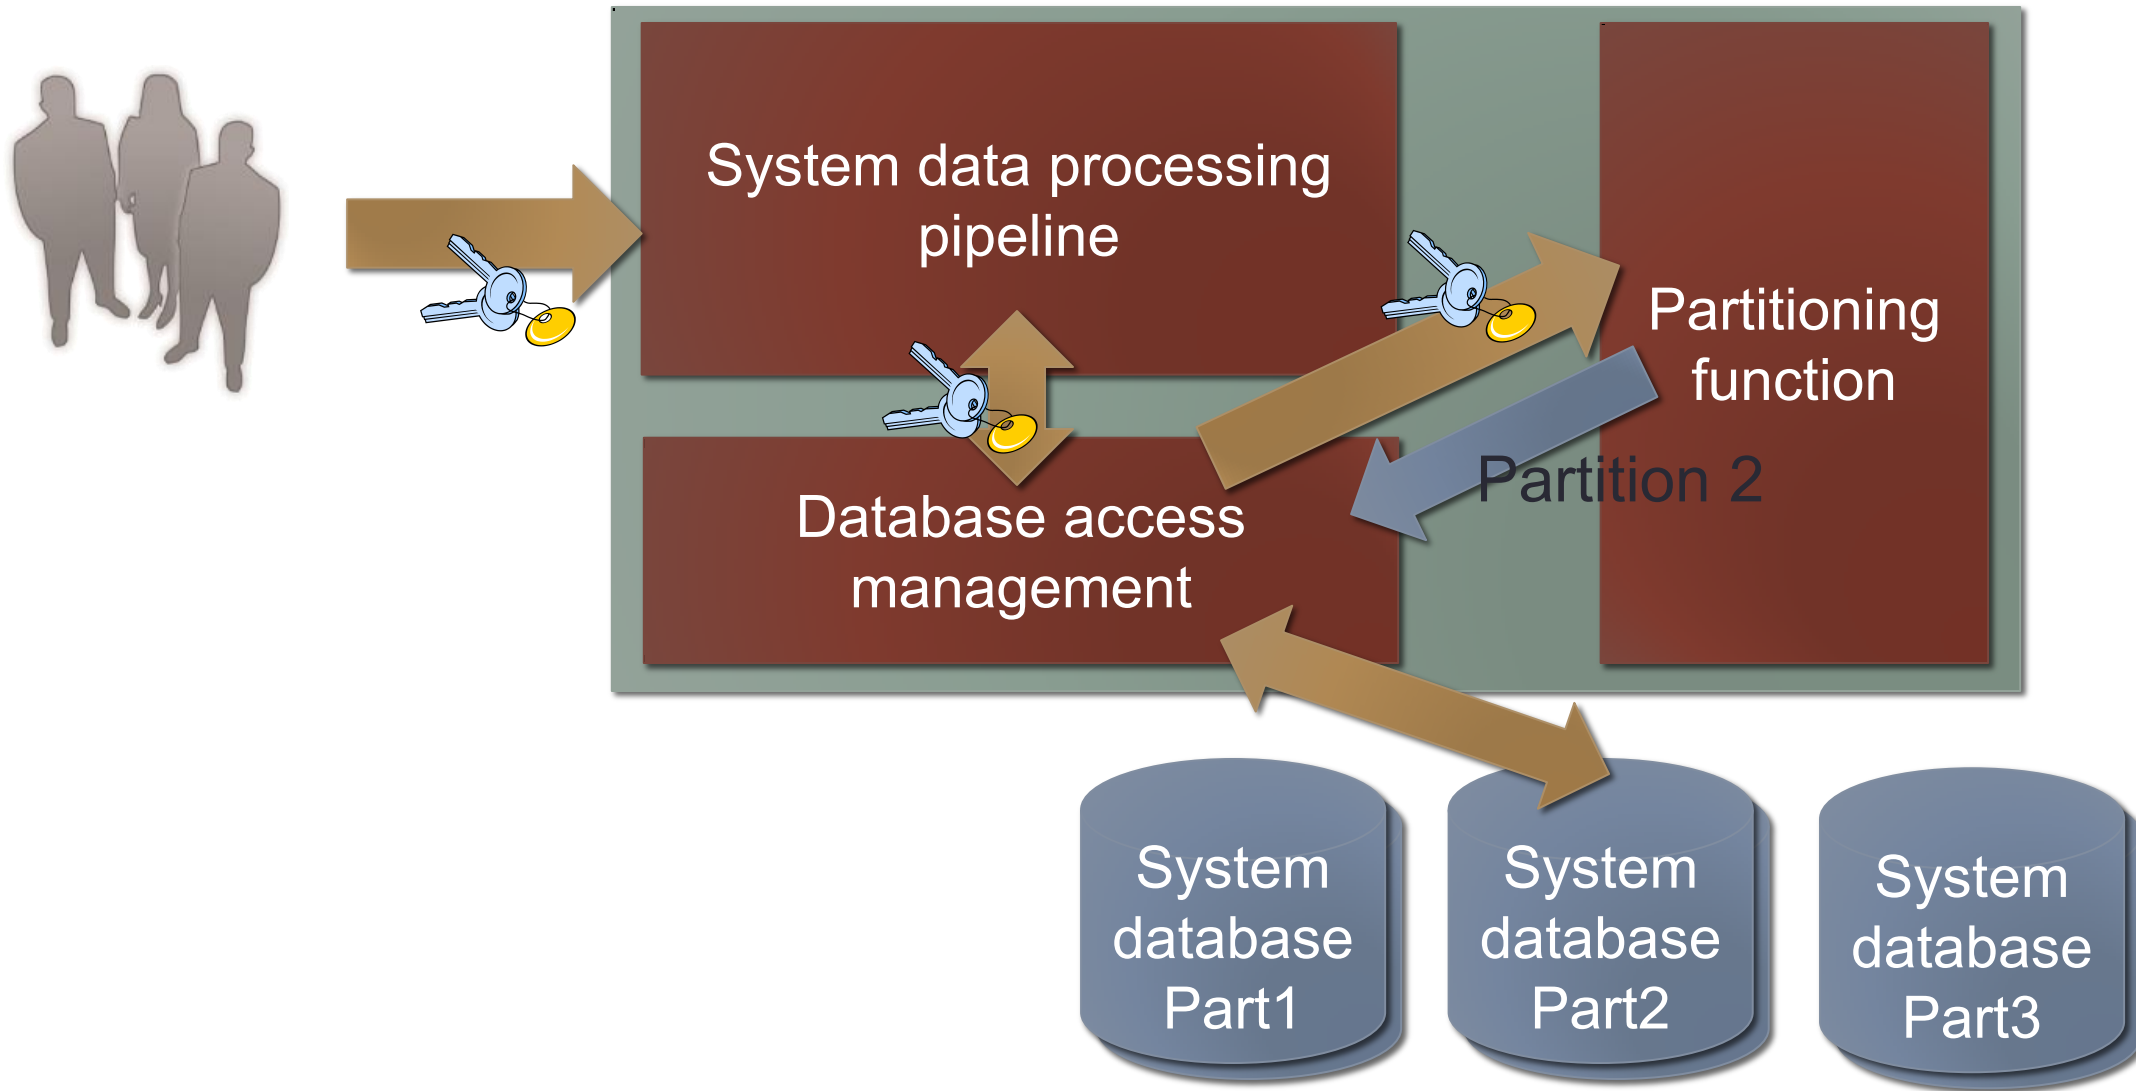 System data processing
pipeline
Partitioning
function
Partition 2
Database access
management
System
database
Part1
System
database
Part2
System
database
Part3